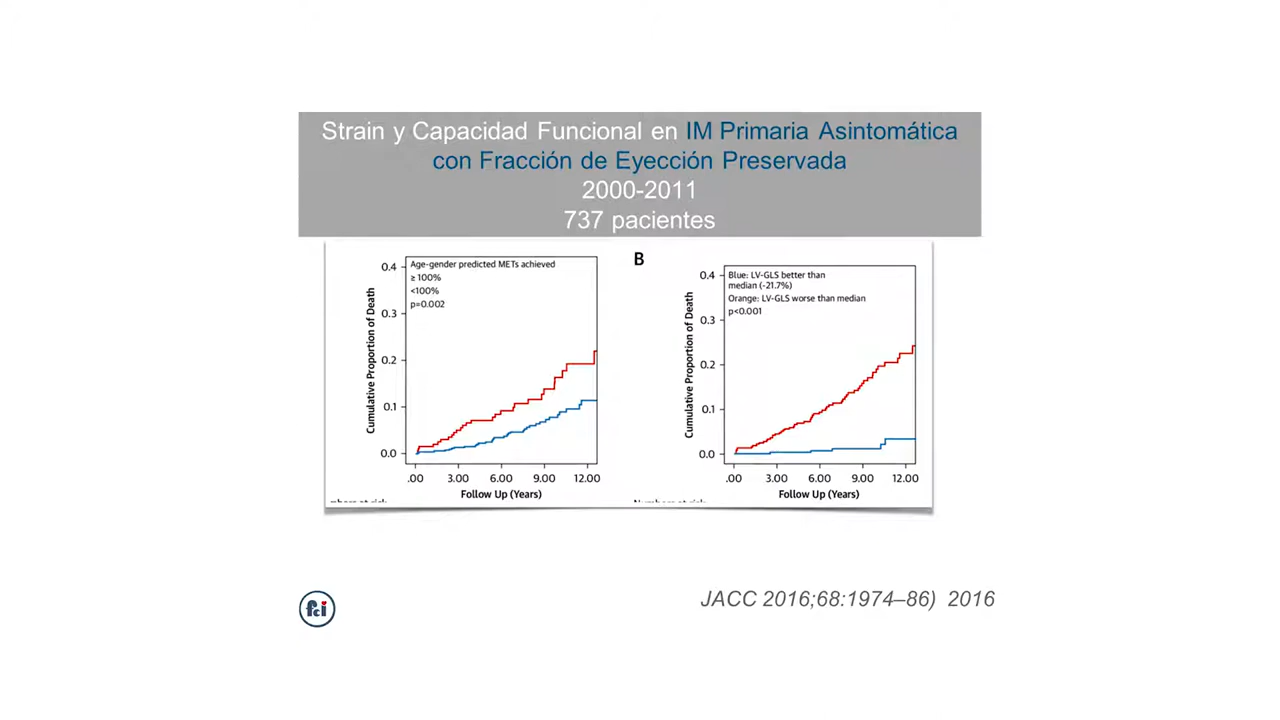 Strain y Capacidad Funcional en IM Primaria Asintomática
con Fracción de Eyección Preservada
2000-2011
737 pacientes
Age-gender predicted METs achieved
≥ 100%
<100%
p=0.002
Cumulative Proportion of Death
0.4
0.3
0.2
0.1
0.0
.00 3.00 6.00 9.00 12.00
Follow Up (Years)
B
Blue: LV-GLS better than
median (-21.7%)
Orange: LV-GLS worse than median
p<0.001
Cumulative Proportion of Death
0.4
0.3
0.2
0.1
0.0
.00 3.00 6.00 9.00 12.00
Follow Up (Years)
fci
JACC 2016;68:1974–86) 2016